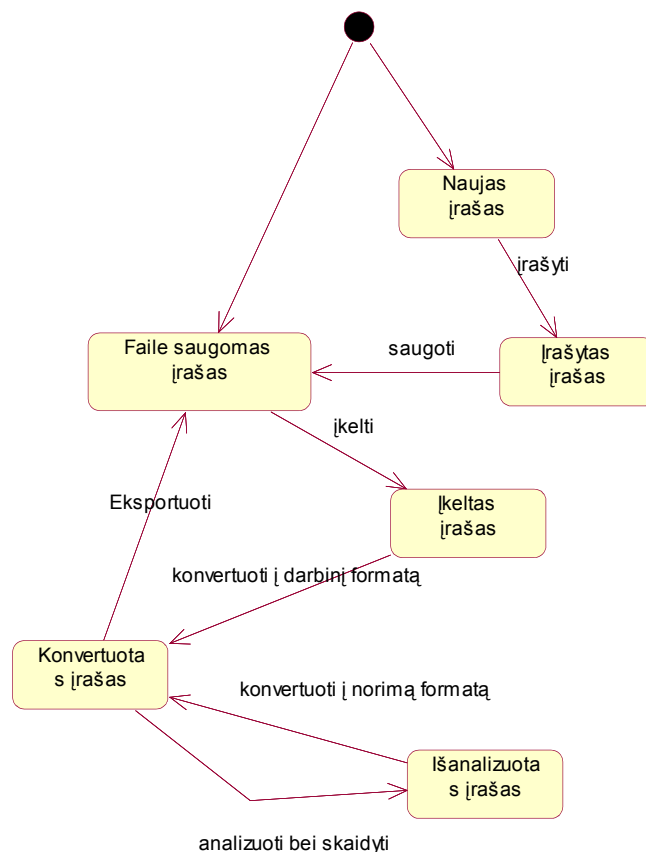 Naujas
įrašas
įrašyti
Faile saugomas
įrašas
saugoti
Įrašytas
įrašas
įkelti
Įkeltas
įrašas
Eksportuoti
konvertuoti į darbinį formatą
Konvertuota
s įrašas
konvertuoti į norimą formatą
Išanalizuota
s įrašas
analizuoti bei skaidyti